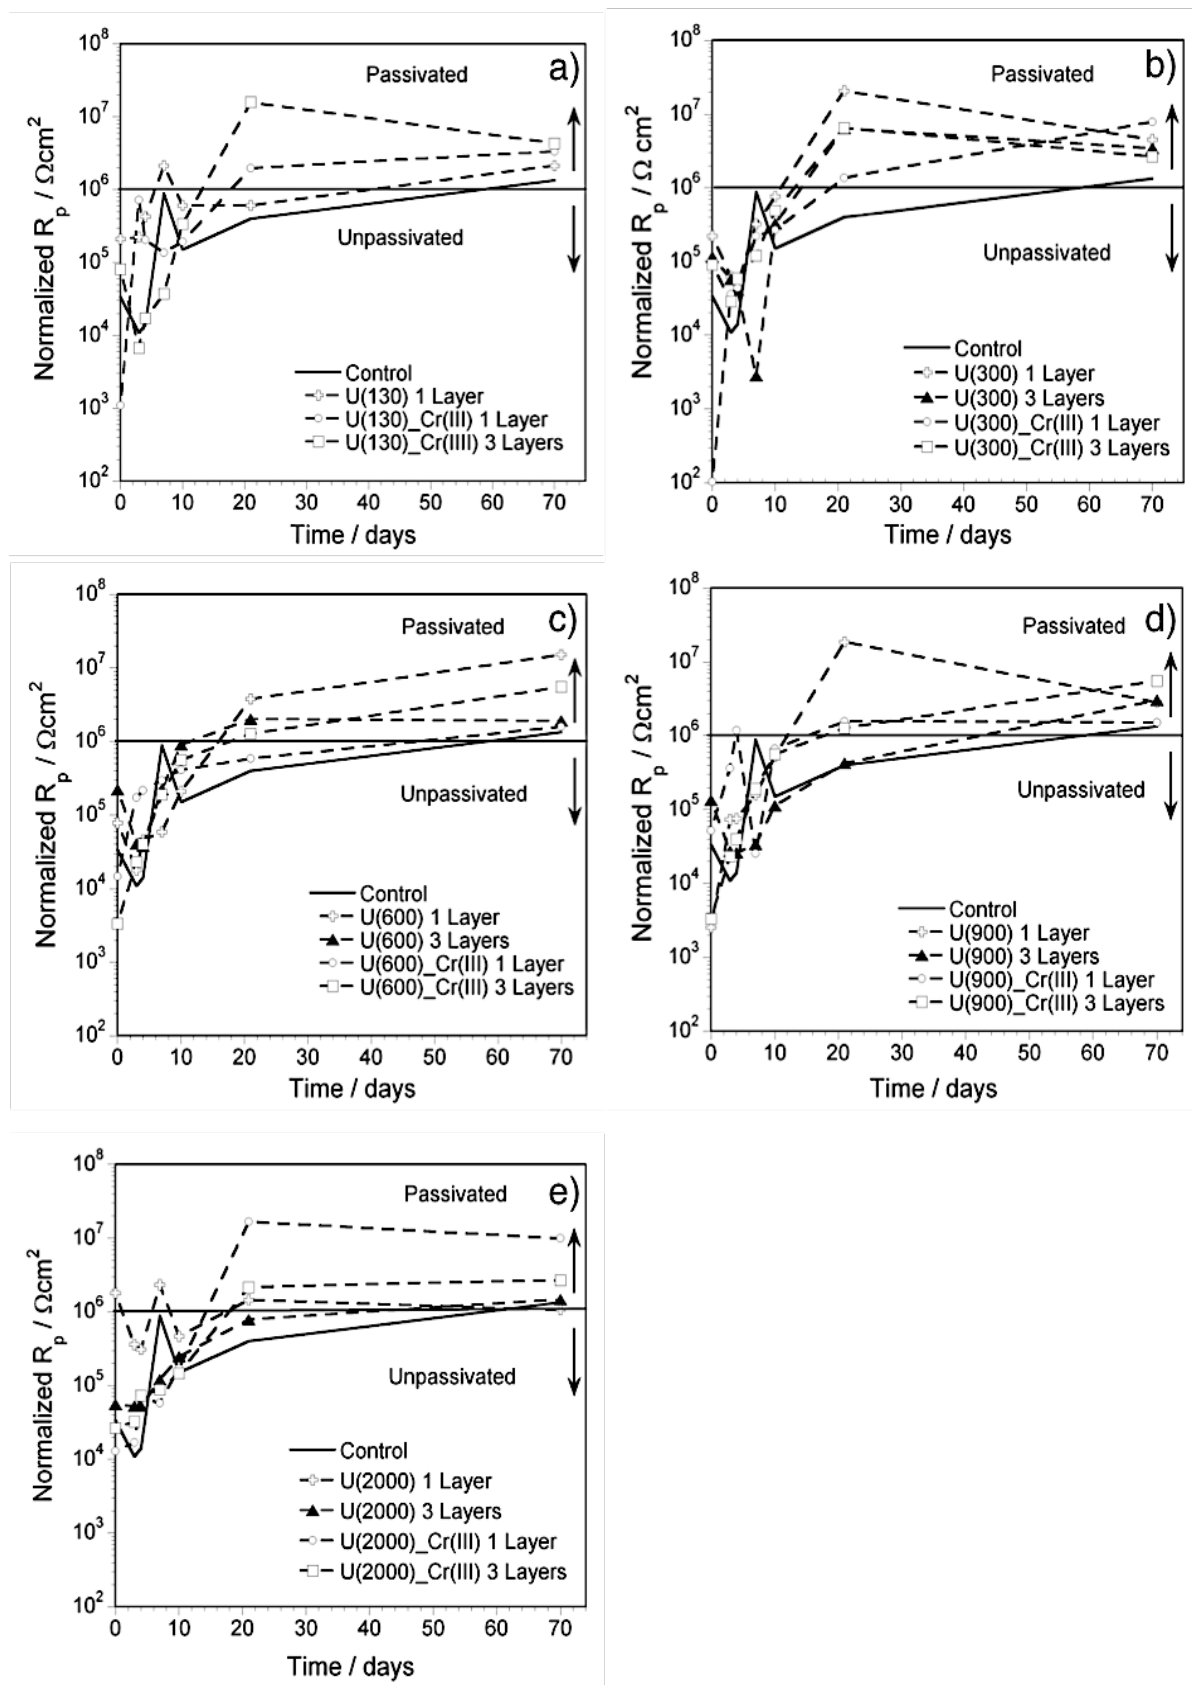 a)
10^8
10^7
10^6
10^5
10^4
10^3
10^2
Normalized R_p / Ωcm^2
Passivated
Unpassivated
Control
U(130) 1 Layer
U(130)_Cr(III) 1 Layer
U(130)_Cr(IIII) 3 Layers
0 10 20 30 40 50 60 70
Time / days
b)
10^8
10^7
10^6
10^5
10^4
10^3
10^2
Normalized R_p / Ω cm^2
Passivated
Unpassivated
Control
U(300) 1 Layer
U(300) 3 Layers
U(300)_Cr(III) 1 Layer
U(300)_Cr(III) 3 Layers
0 10 20 30 40 50 60 70
Time / days
c)
10^8
10^7
10^6
10^5
10^4
10^3
10^2
Normalized R_p / Ωcm^2
Passivated
Unpassivated
Control
U(600) 1 Layer
U(600) 3 Layers
U(600)_Cr(III) 1 Layer
U(600)_Cr(III) 3 Layers
0 10 20 30 40 50 60 70
Time / days
d)
10^8
10^7
10^6
10^5
10^4
10^3
10^2
Normalized R_p / Ωcm^2
Passivated
Unpassivated
Control
U(900) 1 Layer
U(900) 3 Layers
U(900)_Cr(III) 1 Layer
U(900)_Cr(III) 3 Layers
0 10 20 30 40 50 60 70
Time / days
e)
10^8
10^7
10^6
10^5
10^4
10^3
10^2
Normalized R_p / Ωcm^2
Passivated
Unpassivated
Control
U(2000) 1 Layer
U(2000) 3 Layers
U(2000)_Cr(III) 1 Layer
U(2000)_Cr(III) 3 Layers
0 10 20 30 40 50 60 70
Time / days